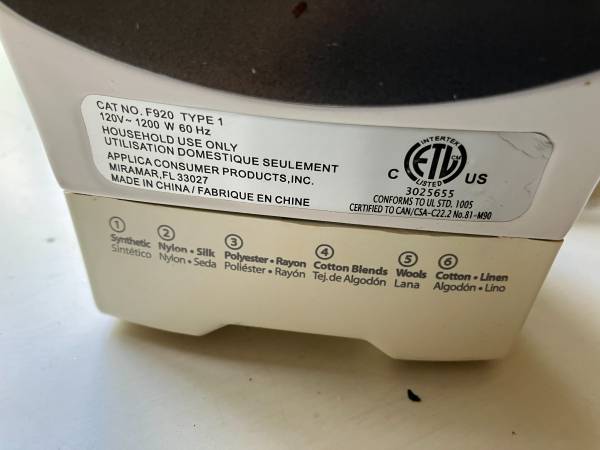 CAT NO. F920 TYPE 1
120V~ 1200 W 60 Hz
HOUSEHOLD USE ONLY
UTILISATION DOMESTIQUE SEULEMENT
APPLICA CONSUMER PRODUCTS,INC.
MIRAMAR,FL 33027
MADE IN CHINA / FABRIQUE EN CHINE
INTERTEK
C ETL CM US
LISTED
3025655
CONFORMS TO UL STD. 1005
CERTIFIED TO CAN/CSA-C22.2 No.81-M90
1 2 3 4 5 6
Synthetic Nylon • Silk Polyester • Rayon Cotton Blends Wools Cotton • Linen
Sintético Nylon • Seda Poliéster • Rayón Tej. de Algodón Lana Algodón • Lino